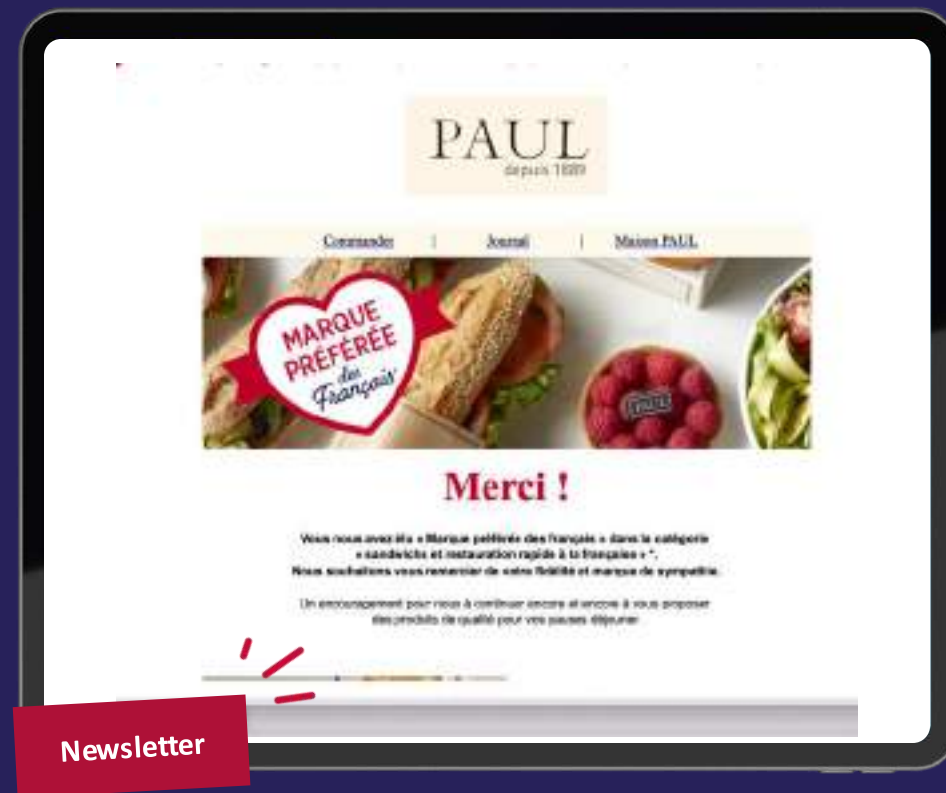 PAUL
depuis 1889
Commander | Journal | Maison PAUL
MARQUE
PRÉFÉRÉE
des
Français
PAUL
Merci !
Vous nous avez élu « Marque préférée des français » dans la catégorie
« sandwichs et restauration rapide à la française » *.
Nous souhaitons vous remercier de votre fidélité et marque de sympathie.
Un encouragement pour nous à continuer encore et encore à vous proposer
des produits de qualité pour vos pauses déjeuner
Newsletter